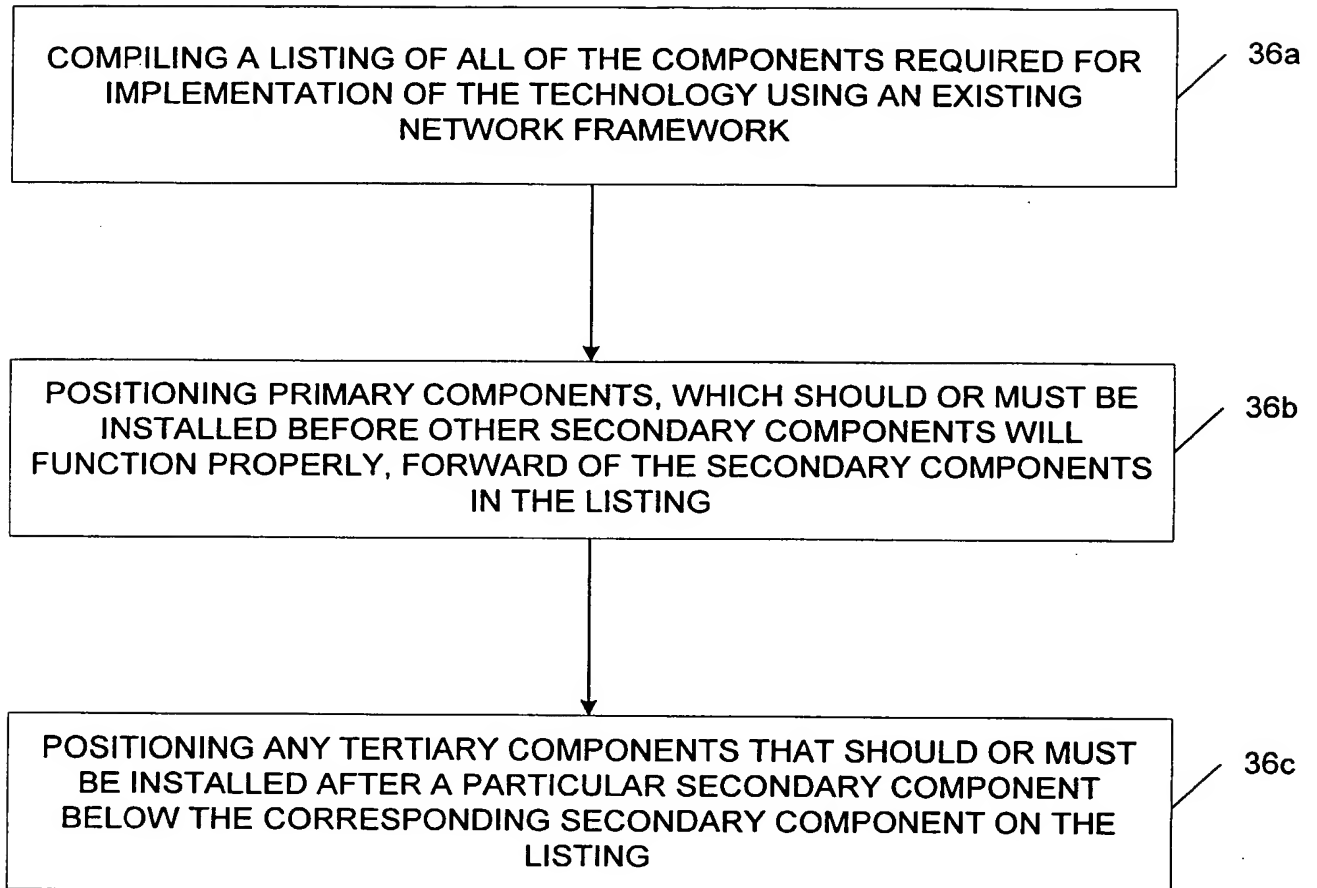 COMPILING A LISTING OF ALL OF THE COMPONENTS REQUIRED FOR
IMPLEMENTATION OF THE TECHNOLOGY USING AN EXISTING
NETWORK FRAMEWORK
36a
POSITIONING PRIMARY COMPONENTS, WHICH SHOULD OR MUST BE
INSTALLED BEFORE OTHER SECONDARY COMPONENTS WILL
FUNCTION PROPERLY, FORWARD OF THE SECONDARY COMPONENTS
IN THE LISTING
36b
POSITIONING ANY TERTIARY COMPONENTS THAT SHOULD OR MUST
BE INSTALLED AFTER A PARTICULAR SECONDARY COMPONENT
BELOW THE CORRESPONDING SECONDARY COMPONENT ON THE
LISTING
36c